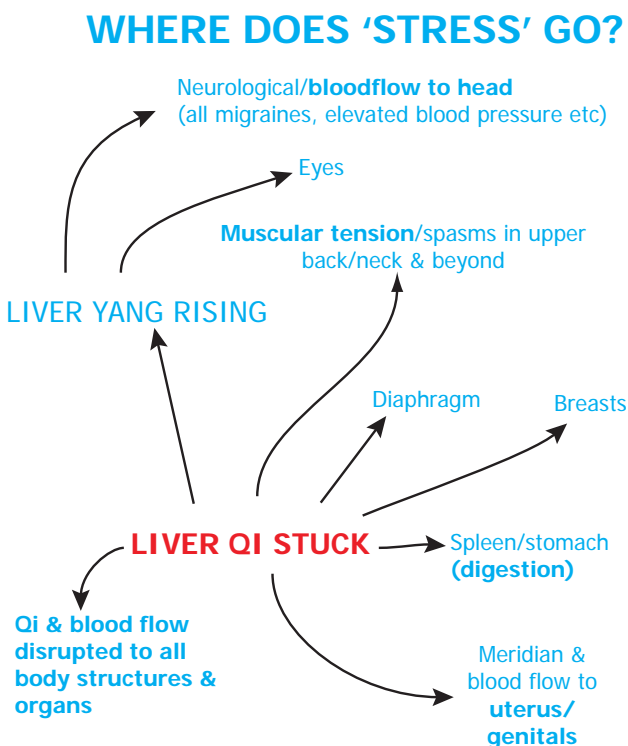 WHERE DOES ‘STRESS’ GO?
Neurological/bloodflow to head
(all migraines, elevated blood pressure etc)
Eyes
Muscular tension/spasms in upper
back/neck & beyond
LIVER YANG RISING
Diaphragm
Breasts
LIVER QI STUCK
Spleen/stomach
(digestion)
Qi & blood flow
disrupted to all
body structures &
organs
Meridian &
blood flow to
uterus/
genitals